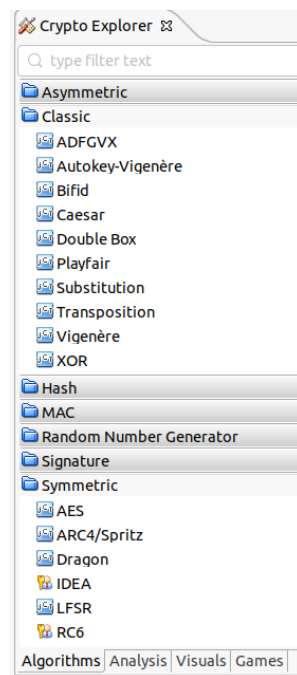 Crypto Explorer
type filter text
Asymmetric
Classic
ADFGVX
Autokey-Vigenère
Bifid
Caesar
Double Box
Playfair
Substitution
Transposition
Vigenère
XOR
Hash
MAC
Random Number Generator
Signature
Symmetric
AES
ARC4/Spritz
Dragon
IDEA
LFSR
RC6
Algorithms Analysis Visuals Games